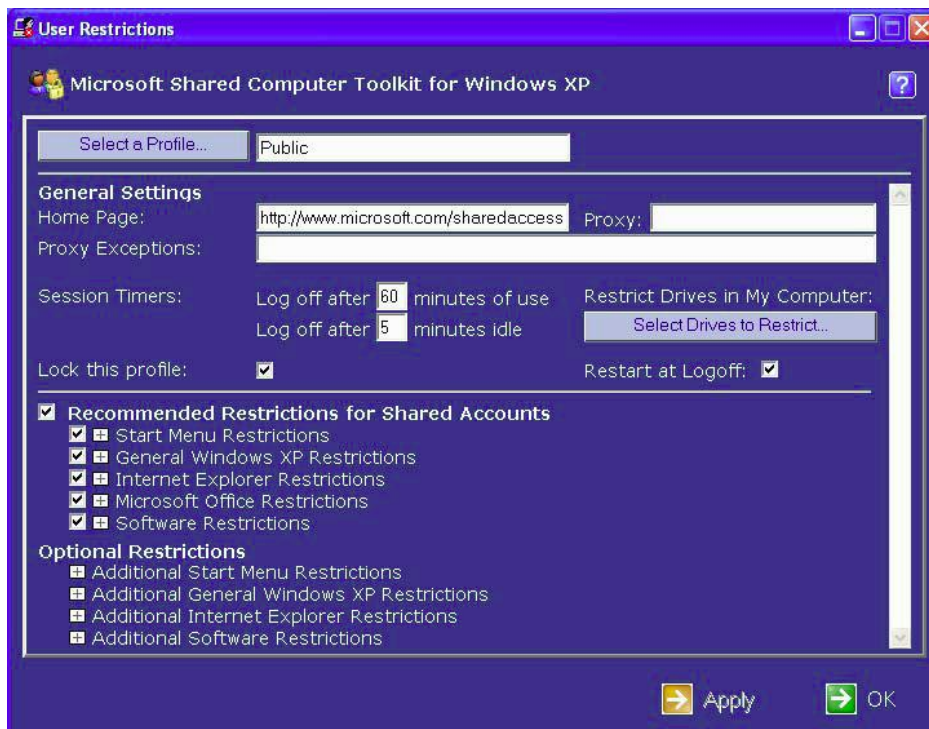 User Restrictions
Microsoft Shared Computer Toolkit for Windows XP
?
Select a Profile... Public
General Settings
Home Page: http://www.microsoft.com/sharedaccess Proxy:
Proxy Exceptions:
Session Timers: Log off after 60 minutes of use Restrict Drives in My Computer:
Log off after 5 minutes idle Select Drives to Restrict...
Lock this profile: Restart at Logoff:
Recommended Restrictions for Shared Accounts
Start Menu Restrictions
General Windows XP Restrictions
Internet Explorer Restrictions
Microsoft Office Restrictions
Software Restrictions
Optional Restrictions
Additional Start Menu Restrictions
Additional General Windows XP Restrictions
Additional Internet Explorer Restrictions
Additional Software Restrictions
Apply OK